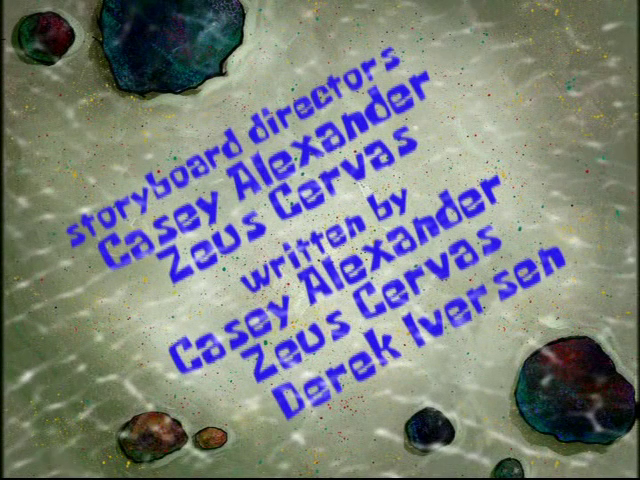 storyboard directors
Casey Alexander
Zeus Cervas
written by
Casey Alexander
Zeus Cervas
Derek Iversen